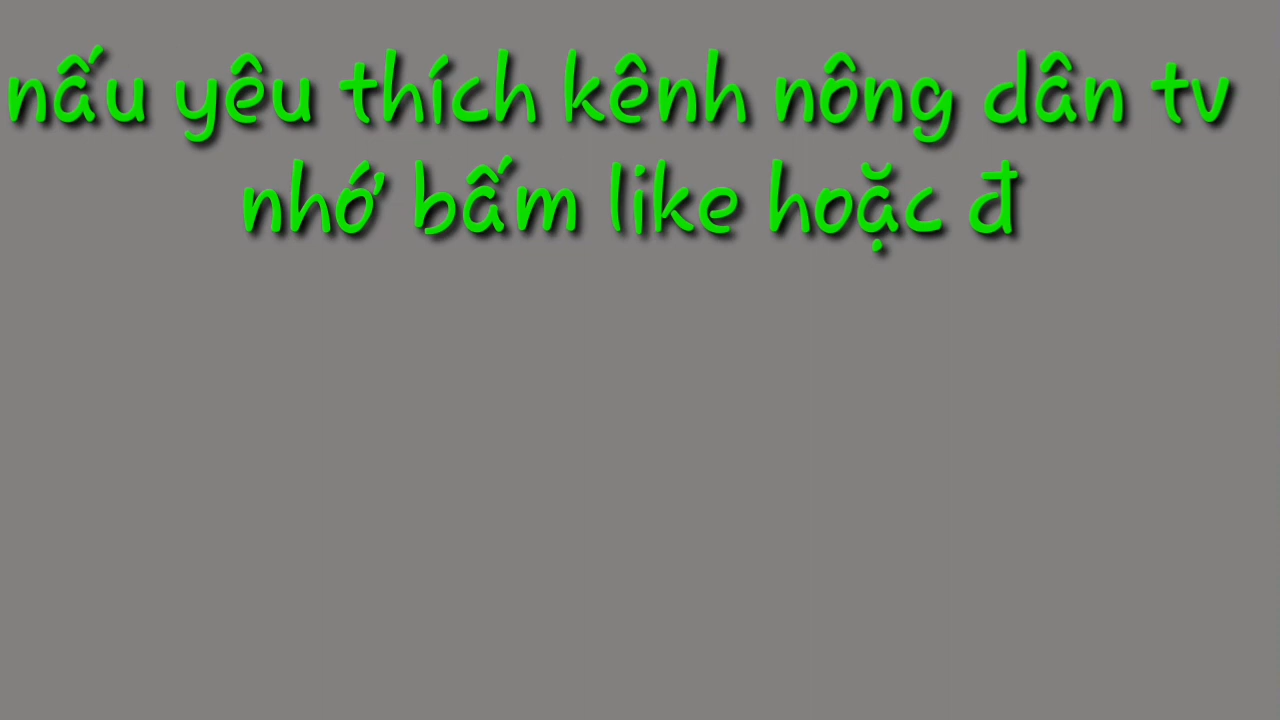 nấu yêu thích kênh nông dân tv
nhớ bấm like hoặc đ